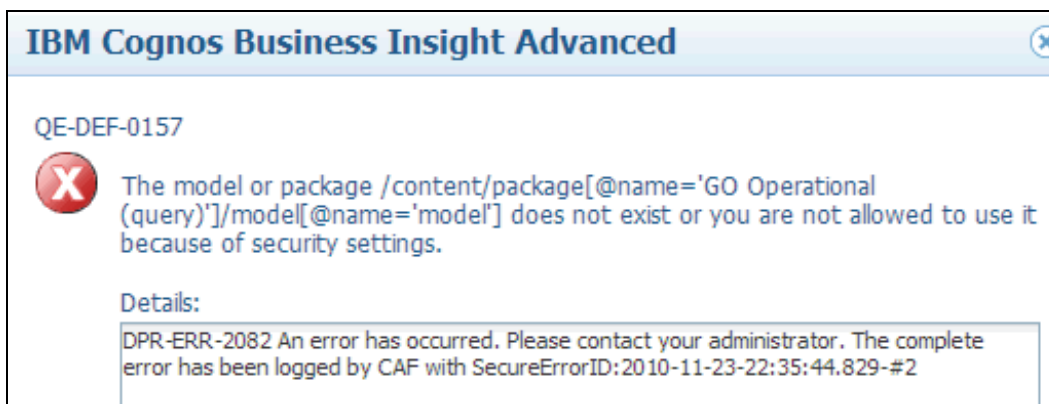 IBM Cognos Business Insight Advanced
QE-DEF-0157
The model or package /content/package[@name='GO Operational
(query)']/model[@name='model'] does not exist or you are not allowed to use it
because of security settings.
Details:
DPR-ERR-2082 An error has occurred. Please contact your administrator. The complete
error has been logged by CAF with SecureErrorID:2010-11-23-22:35:44.829-#2